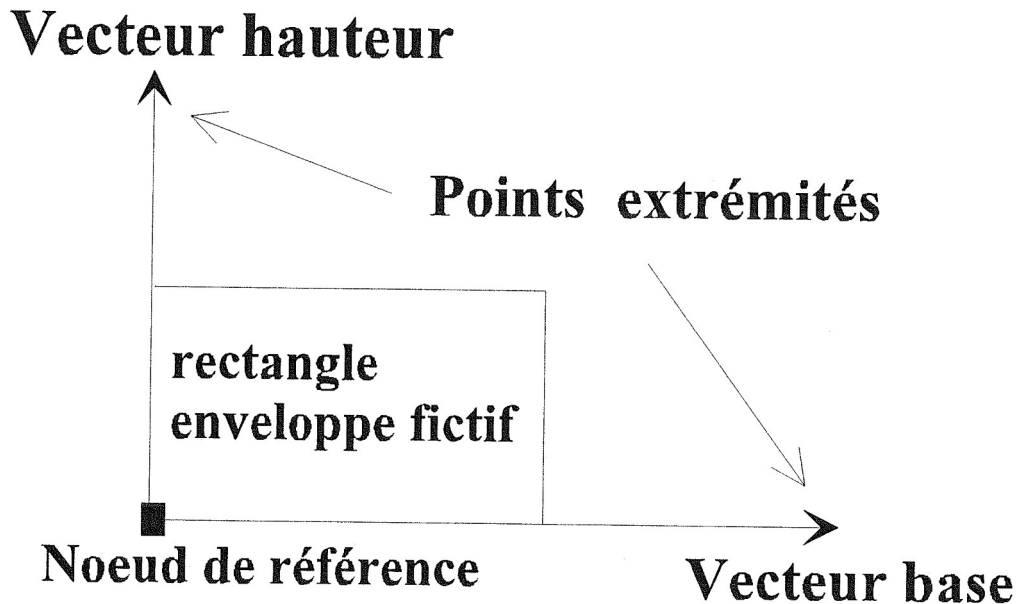 Vecteur hauteur
Points extrémités
rectangle
enveloppe fictif
Noeud de référence
Vecteur base